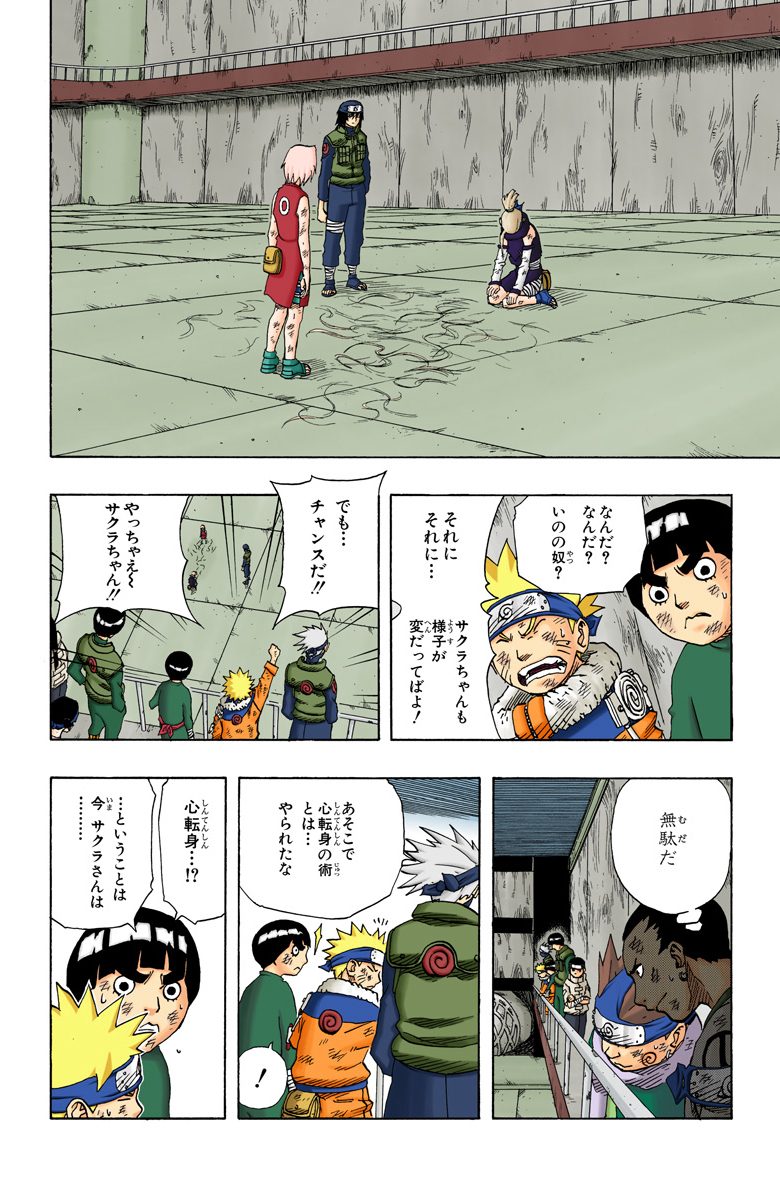 なんだ?
なんだ?
いのの奴?
それに
それに…
サクラちゃんも
様子が
変だってばよ!
でも…
チャンスだ!!
やっちゃえ~
サクラちゃん!!
無駄だ
あそこで
心転身の術
とは…
やられたな
!
心転身…!?
…ということは
今 サクラさんは
………